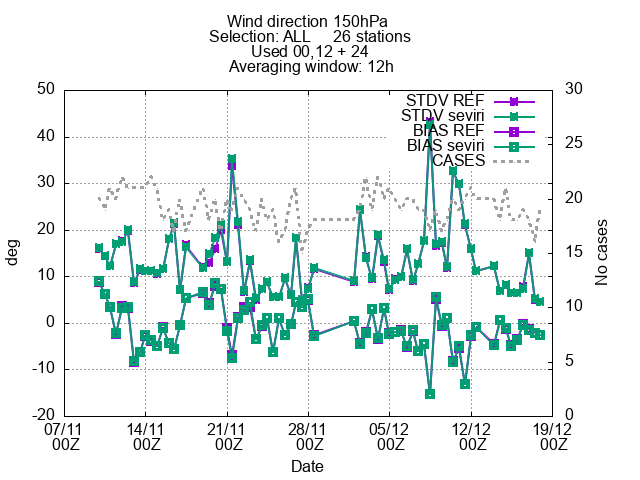 Wind direction 150hPa
Selection: ALL 26 stations
Used 00,12 + 24
Averaging window: 12h
50
40
30
20
10
0
-10
-20
deg
30
25
20
15
10
5
0
No cases
STDV REF
STDV seviri
BIAS REF
BIAS seviri
CASES
07/11 14/11 21/11 28/11 05/12 12/12 19/12
00Z 00Z 00Z 00Z 00Z 00Z 00Z
Date